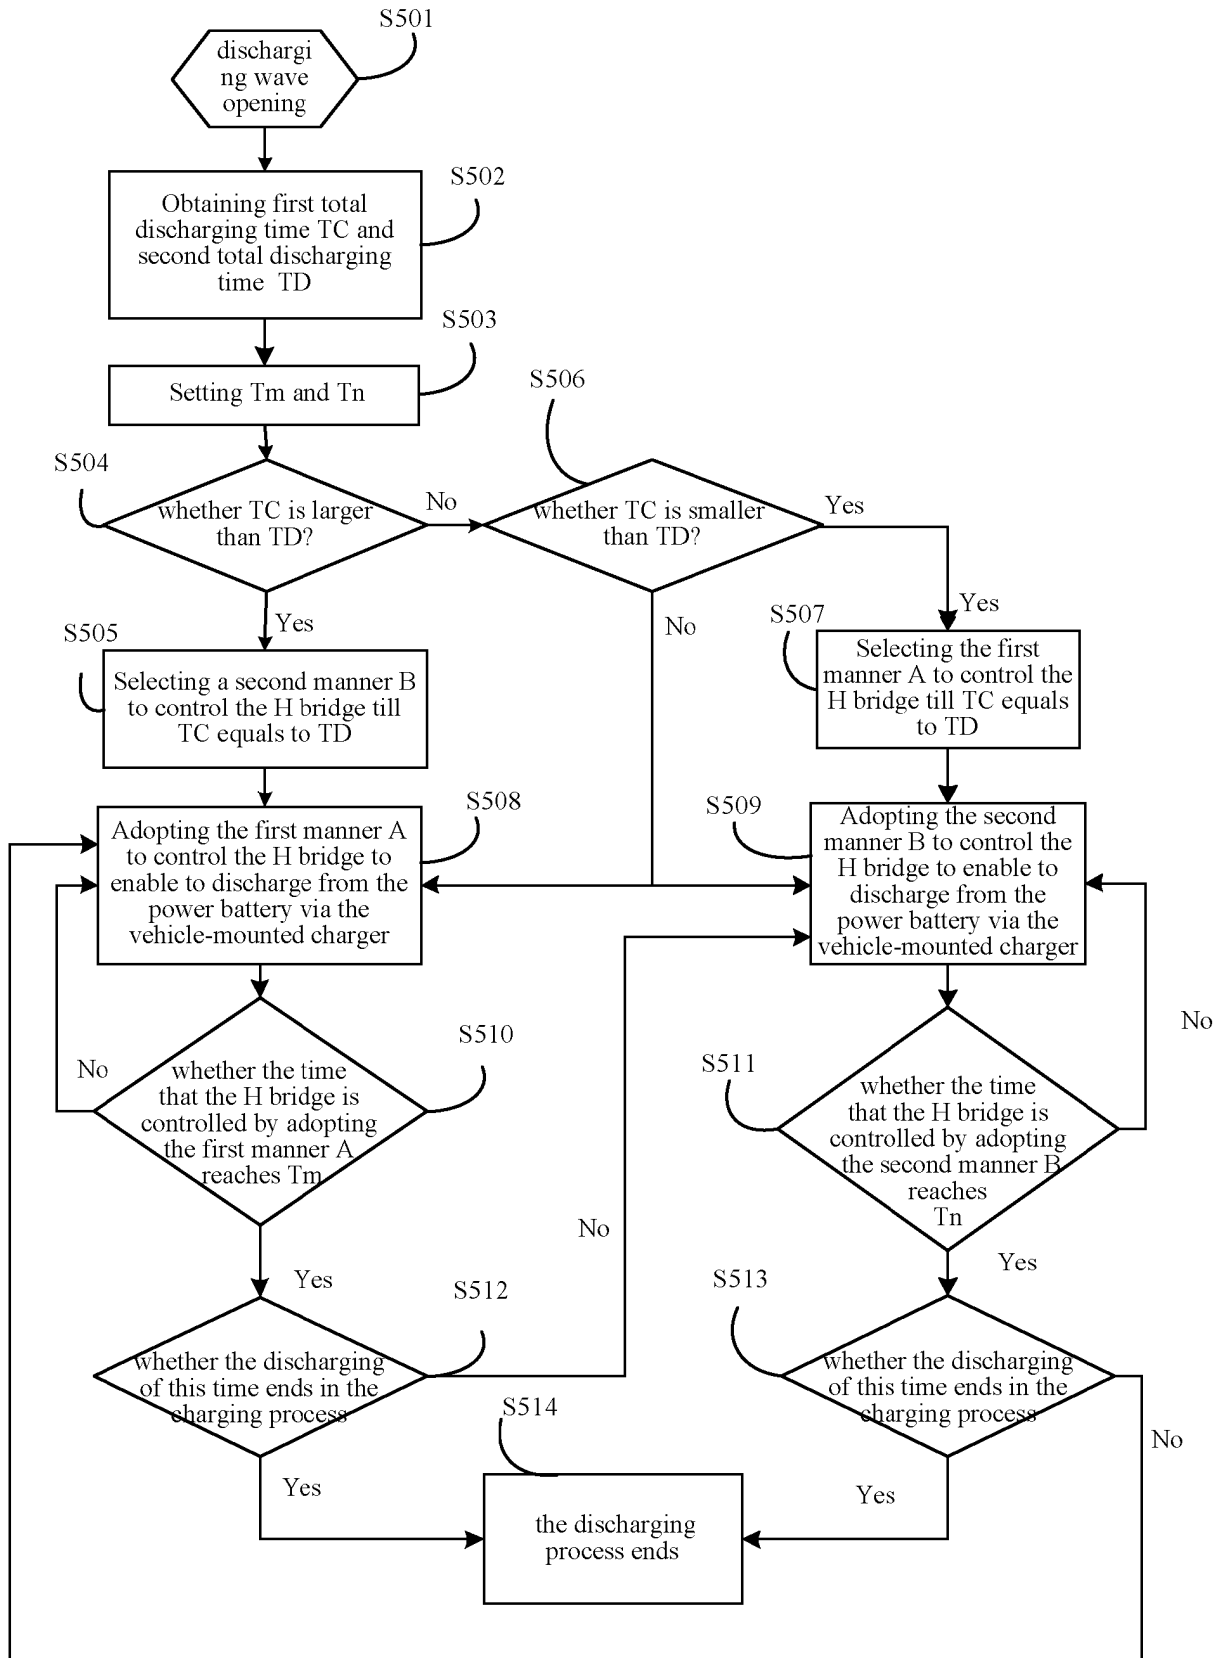 S501
dischargi
ng wave
opening
S502
Obtaining first total
discharging time TC and
second total discharging
time TD
S503
Setting Tm and Tn
S504
whether TC is larger
than TD?
No
S506
whether TC is smaller
than TD?
Yes
Yes
No
Yes
S505
Selecting a second manner B
to control the H bridge till
TC equals to TD
S507
Selecting the first
manner A to control the
H bridge till TC equals
to TD
S508
Adopting the first manner A
to control the H bridge to
enable to discharge from the
power battery via the
vehicle-mounted charger
S509
Adopting the second
manner B to control the
H bridge to enable to
discharge from the
power battery via the
vehicle-mounted charger
No
S510
whether the time
that the H bridge is
controlled by adopting
the first manner A
reaches Tm
No
S511
whether the time
that the H bridge is
controlled by adopting
the second manner B
reaches
Tn
No
Yes
Yes
S512
whether the discharging
of this time ends in the
charging process
S513
whether the discharging
of this time ends in the
charging process
No
Yes
Yes
S514
the discharging
process ends